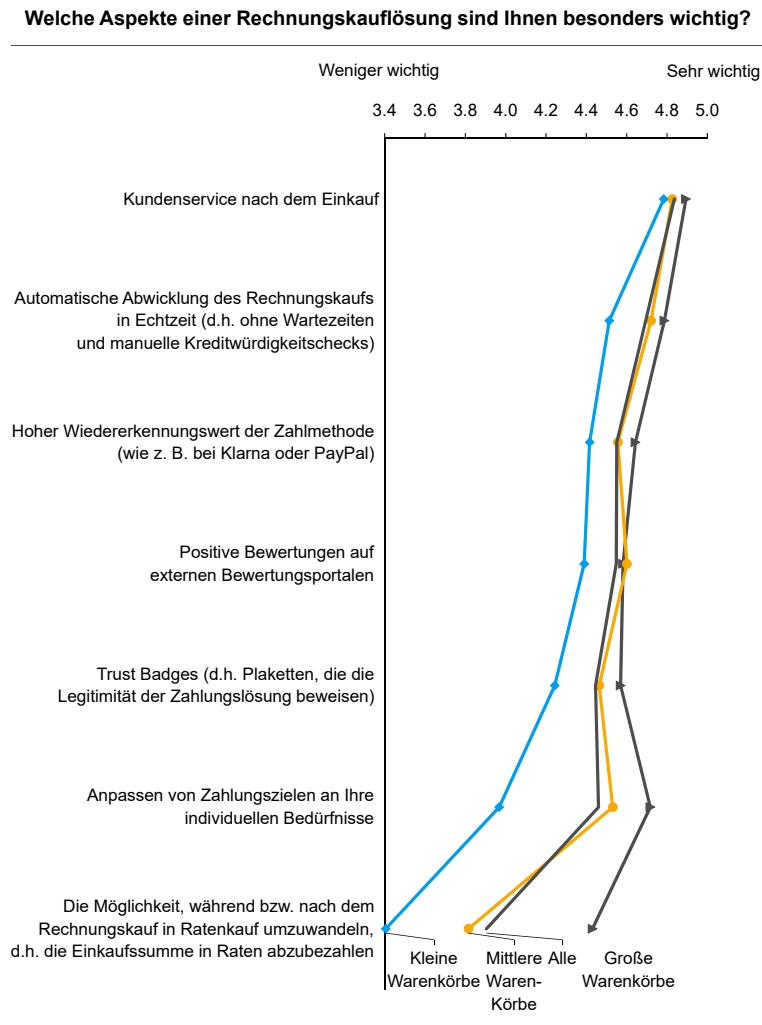 Welche Aspekte einer Rechnungskauflösung sind Ihnen besonders wichtig?
Weniger wichtig
Sehr wichtig
3.4 3.6 3.8 4.0 4.2 4.4 4.6 4.8 5.0
Kundenservice nach dem Einkauf
Automatische Abwicklung des Rechnungskaufs
in Echtzeit (d.h. ohne Wartezeiten
und manuelle Kreditwürdigkeitschecks)
Hoher Wiedererkennungswert der Zahlmethode
(wie z. B. bei Klarna oder PayPal)
Positive Bewertungen auf
externen Bewertungsportalen
Trust Badges (d.h. Plaketten, die die
Legitimität der Zahlungslösung beweisen)
Anpassen von Zahlungszielen an Ihre
individuellen Bedürfnisse
Die Möglichkeit, während bzw. nach dem
Rechnungskauf in Ratenkauf umzuwandeln,
d.h. die Einkaufssumme in Raten abzubezahlen
Kleine
Warenkörbe
Mittlere
Waren-
Körbe
Alle
Große
Warenkörbe